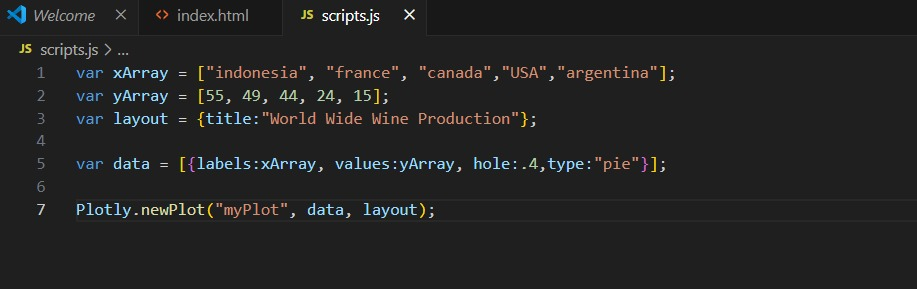 Welcome × <> index.html JS scripts.js ×
JS scripts.js > ...
1 var xArray = ["indonesia", "france", "canada","USA","argentina"];
2 var yArray = [55, 49, 44, 24, 15];
3 var layout = {title:"World Wide Wine Production"};
4
5 var data = [{labels:xArray, values:yArray, hole:.4,type:"pie"}];
6
7 Plotly.newPlot("myPlot", data, layout);